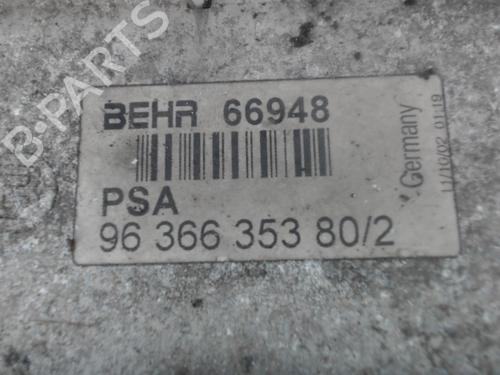 B-PARTS
BEHR 66948
PSA
96 366 353 80/2
Germany
11/10/02 01:19